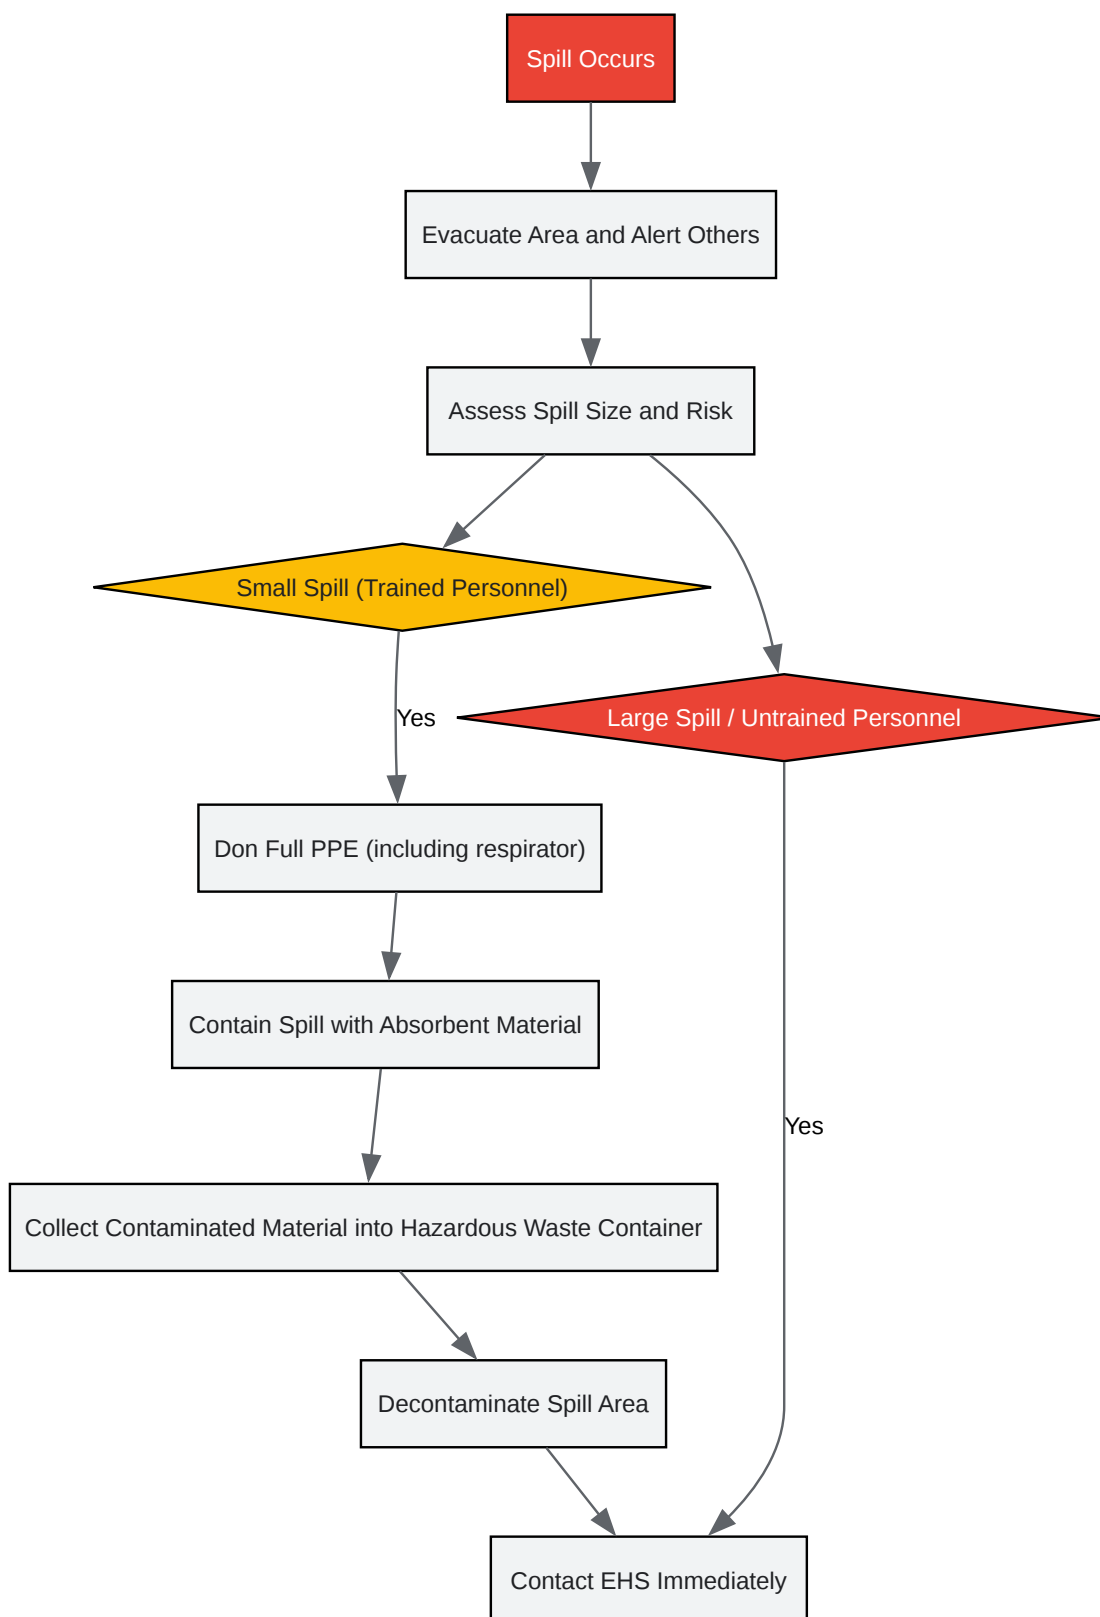 Spill Occurs
Evacuate Area and Alert Others
Assess Spill Size and Risk
Small Spill (Trained Personnel)
Yes
Large Spill / Untrained Personnel
Don Full PPE (including respirator)
Contain Spill with Absorbent Material
Yes
Collect Contaminated Material into Hazardous Waste Container
Decontaminate Spill Area
Contact EHS Immediately